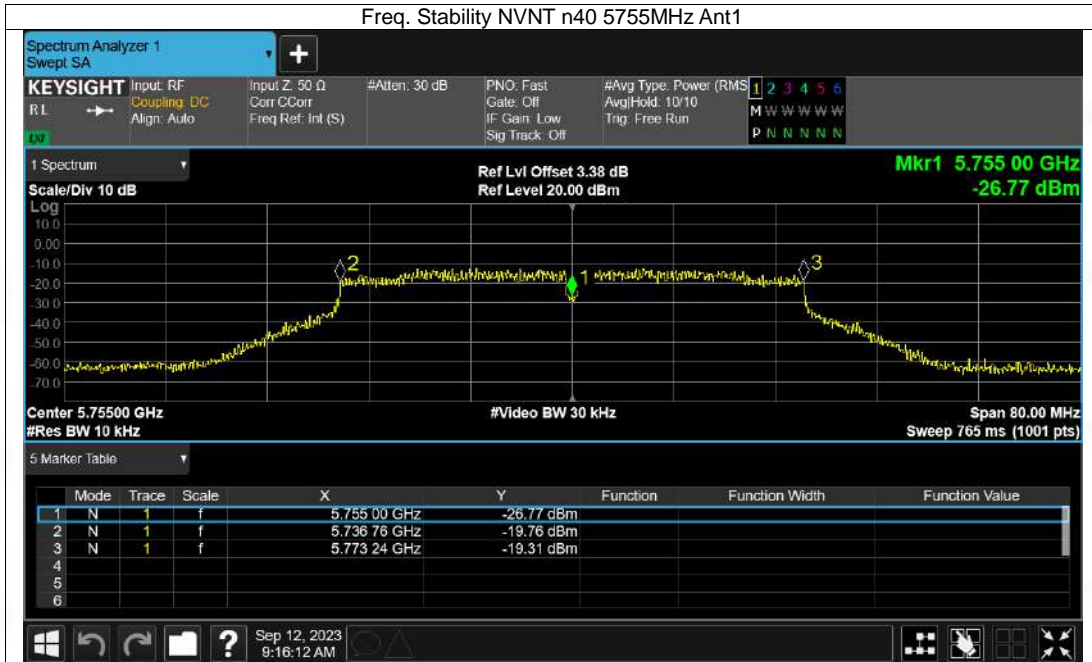 Freq. Stability NVNT n40 5755MHz Ant1
Spectrum Analyzer 1
Swept SA
+
KEYSIGHT Input: RF Input Z: 50 Ω #Atten: 30 dB PNO: Fast #Avg Type: Power (RMS 1 2 3 4 5 6
RL Coupling: DC Corr CCorr Gate: Off Avg|Hold: 10/10 M W W W W W
Align: Auto Freq Ref: Int (S) IF Gain: Low Trig: Free Run
LXI Sig Track: Off P N N N N N
1 Spectrum Ref Lvl Offset 3.38 dB Mkr1 5.755 00 GHz
Scale/Div 10 dB Ref Level 20.00 dBm -26.77 dBm
Log
10.0
0.00
-10.0 2 3
-20.0 1
-30.0
-40.0
-50.0
-60.0
-70.0
Center 5.75500 GHz #Video BW 30 kHz Span 80.00 MHz
#Res BW 10 kHz Sweep 765 ms (1001 pts)
5 Marker Table
Mode Trace Scale X Y Function Function Width Function Value
1 N 1 f 5.755 00 GHz -26.77 dBm
2 N 1 f 5.736 76 GHz -19.76 dBm
3 N 1 f 5.773 24 GHz -19.31 dBm
4
5
6
? Sep 12, 2023
9:16:12 AM